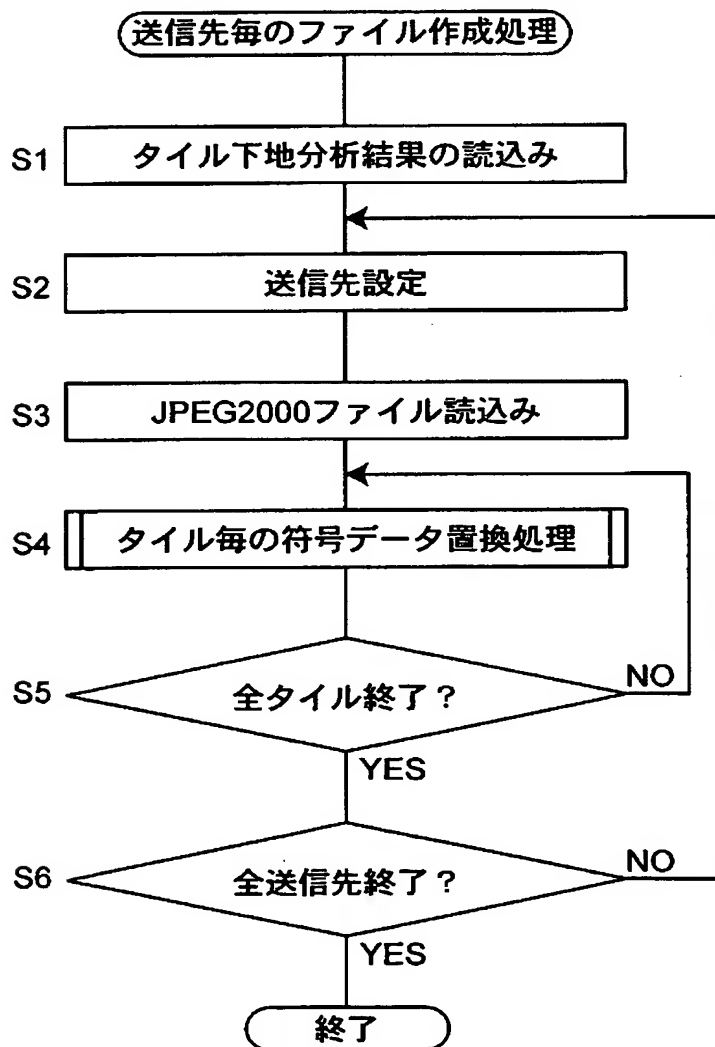 送信先毎のファイル作成処理
S1 タイル下地分析結果の読込み
S2 送信先設定
S3 JPEG2000ファイル読込み
S4 タイル毎の符号データ置換処理
S5 全タイル終了？ NO
YES
S6 全送信先終了？ NO
YES
終了